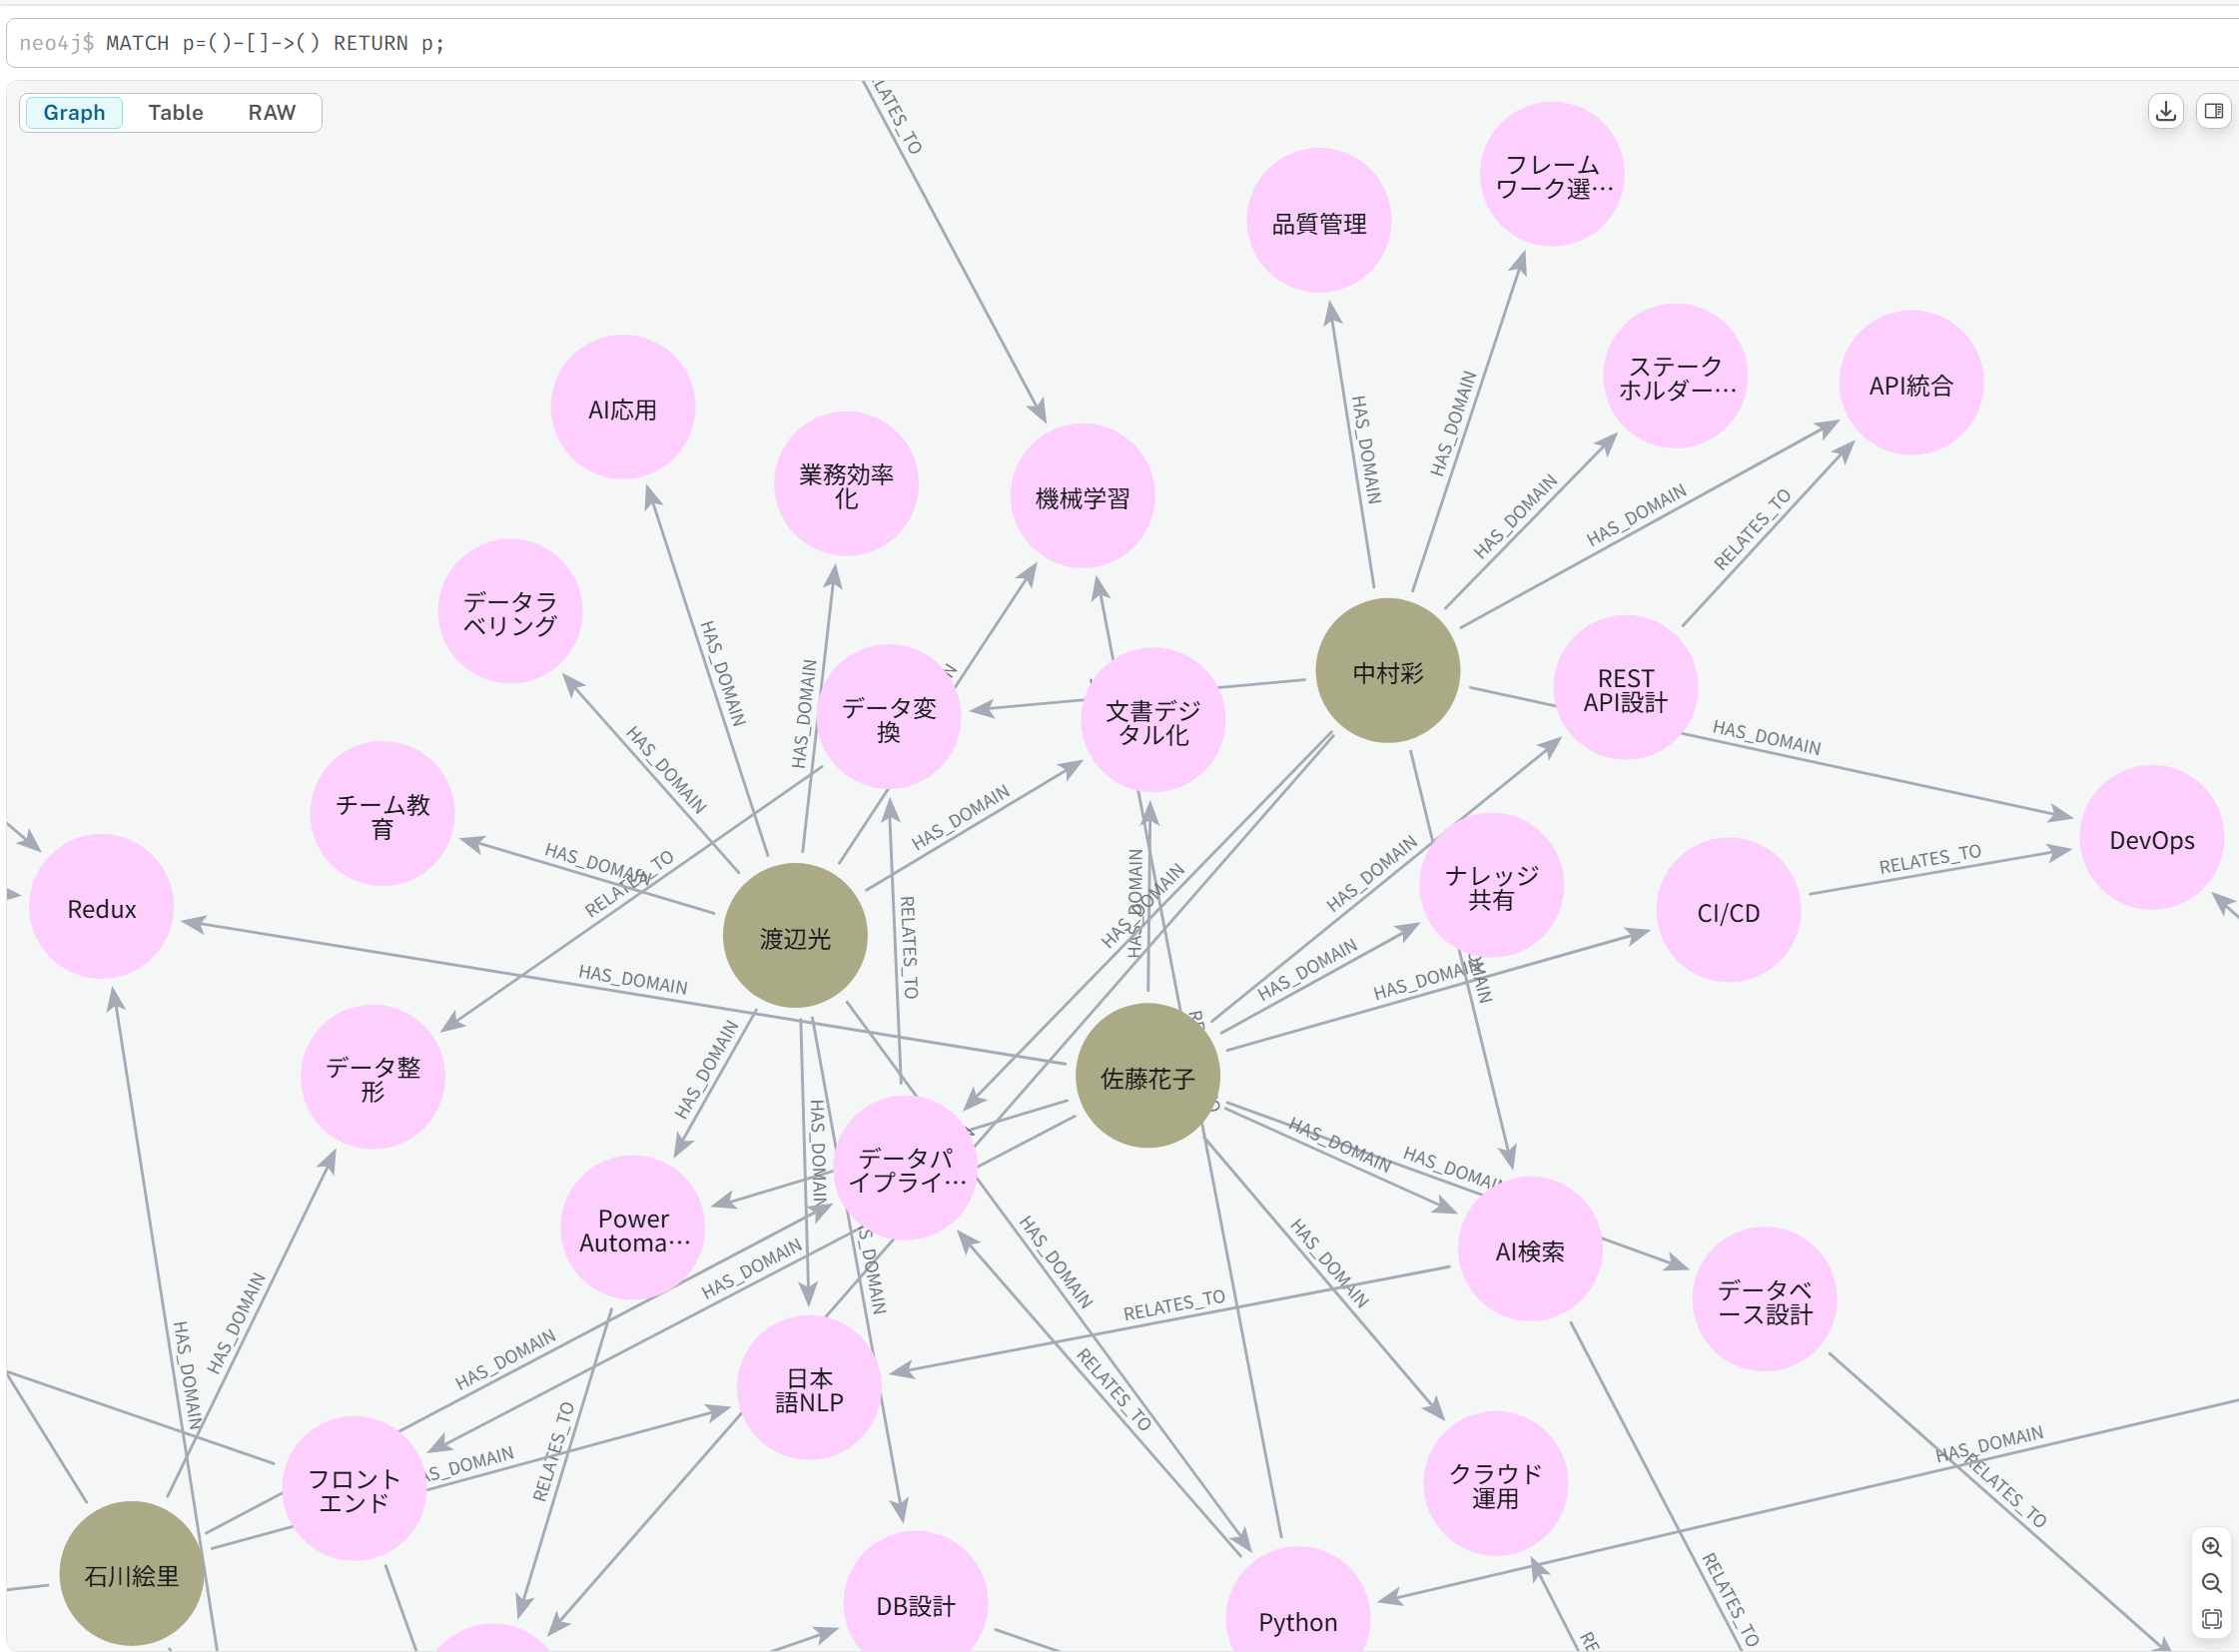 neo4j$ MATCH p=()-[]->() RETURN p;
Graph
Table
RAW
LATES_TO
フレーム
ワーク選…
品質管理
ステーク
ホルダー…
API統合
AI応用
業務効率
化
機械学習
HAS_DOMAIN
HAS_DOMAIN
HAS_DOMAIN
HAS_DOMAIN
RELATES_TO
データラ
ベリング
HAS_DOMAIN
HAS_DOMAIN
HAS_DOMAIN
N
データ変
換
文書デジ
タル化
中村彩
REST
API設計
HAS_DOMAIN
チーム教
育
HAS_DOMAIN
RELATES_TO
HAS_DOMAIN
HAS_DOMAIN
HAS_DOMAIN
HAS_DOMAIN
ナレッジ
共有
CI/CD
RELATES_TO
DevOps
Redux
渡辺光
RELATES_TO
HAS_DOMAIN
HAS_DOMAIN
HAS_DOMAIN
MAIN
RE
データ整
形
HAS_DOMAIN
佐藤花子
HAS_DOMAIN
データパ
イプライ…
HAS_DOMAIN
HAS_DOMAIN
Power
Automa…
S_DOMAIN
HAS_DOMAIN
HAS_DOMAIN
HAS_DOMAIN
AI検索
データベ
ース設計
RELATES_TO
HAS_DOMAIN
HAS_DOMAIN
HAS_DOMAIN
RELATES_TO
日本
語NLP
RELATES_TO
AS_DOMAIN
フロント
エンド
クラウド
運用
HAS_DOMAIN
RELATES_TO
石川絵里
DB設計
Python
RELATES_TO
RE